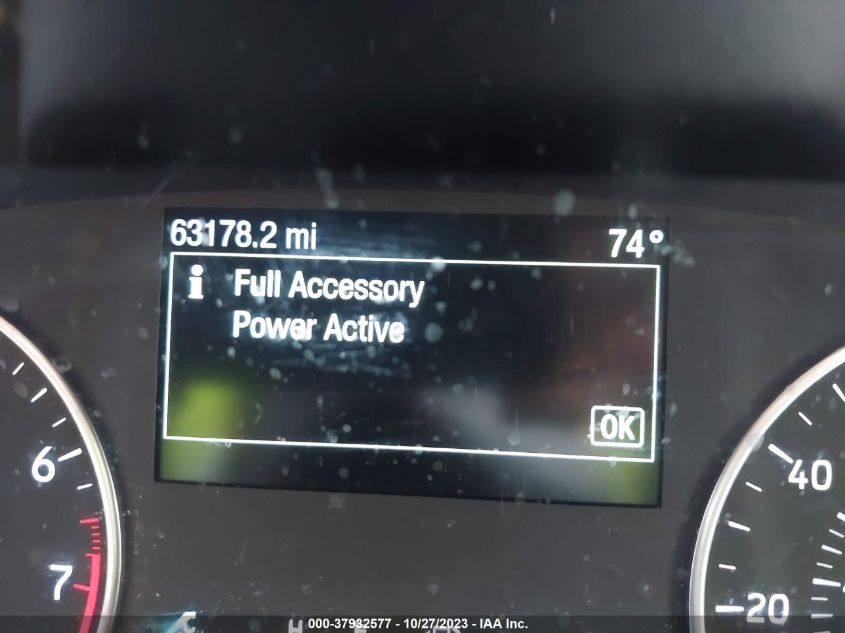 63178.2 mi 74°
i Full Accessory
Power Active
OK
6
40
7
20
000-37932577 - 10/27/2023 - IAA Inc.